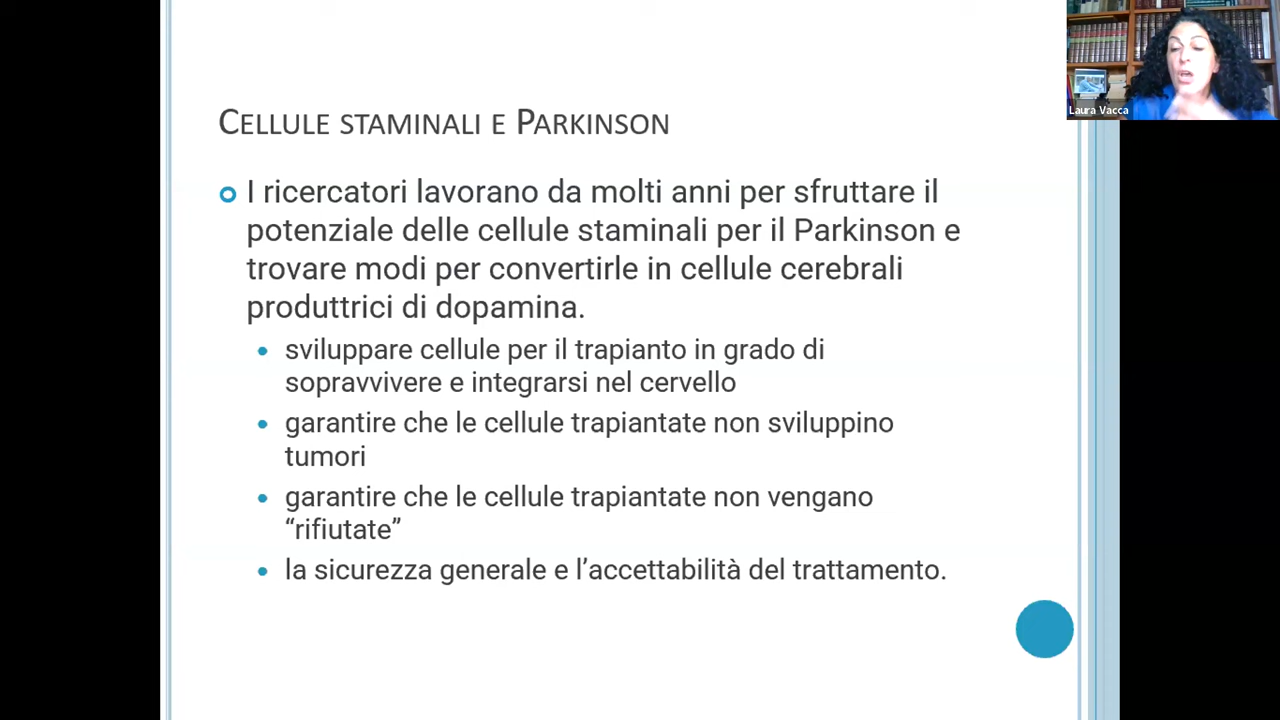 Laura Vacca
CELLULE STAMINALI E PARKINSON
I ricercatori lavorano da molti anni per sfruttare il
potenziale delle cellule staminali per il Parkinson e
trovare modi per convertirle in cellule cerebrali
produttrici di dopamina.
sviluppare cellule per il trapianto in grado di
sopravvivere e integrarsi nel cervello
garantire che le cellule trapiantate non sviluppino
tumori
garantire che le cellule trapiantate non vengano
“rifiutate”
la sicurezza generale e l’accettabilità del trattamento.